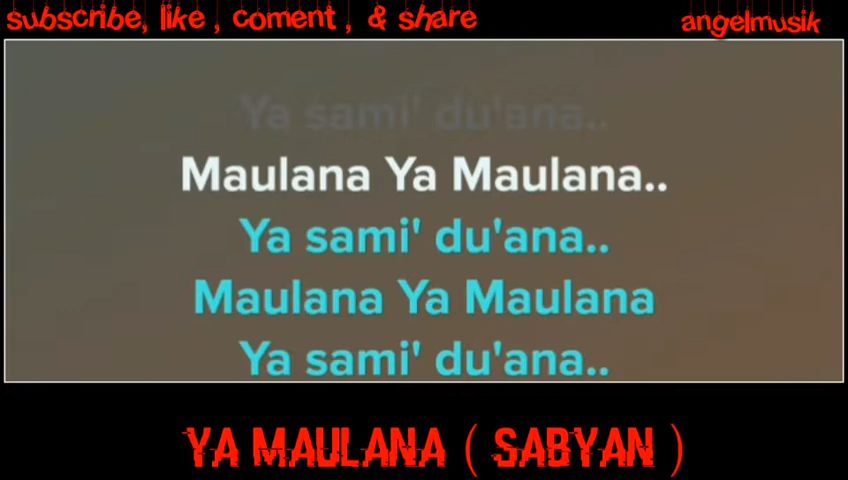 subscribe, like , coment , & share
angelmusik
Ya sami' du'ana..
Maulana Ya Maulana..
Ya sami' du'ana..
Maulana Ya Maulana
Ya sami' du'ana..
YA MAULANA ( SABYAN )